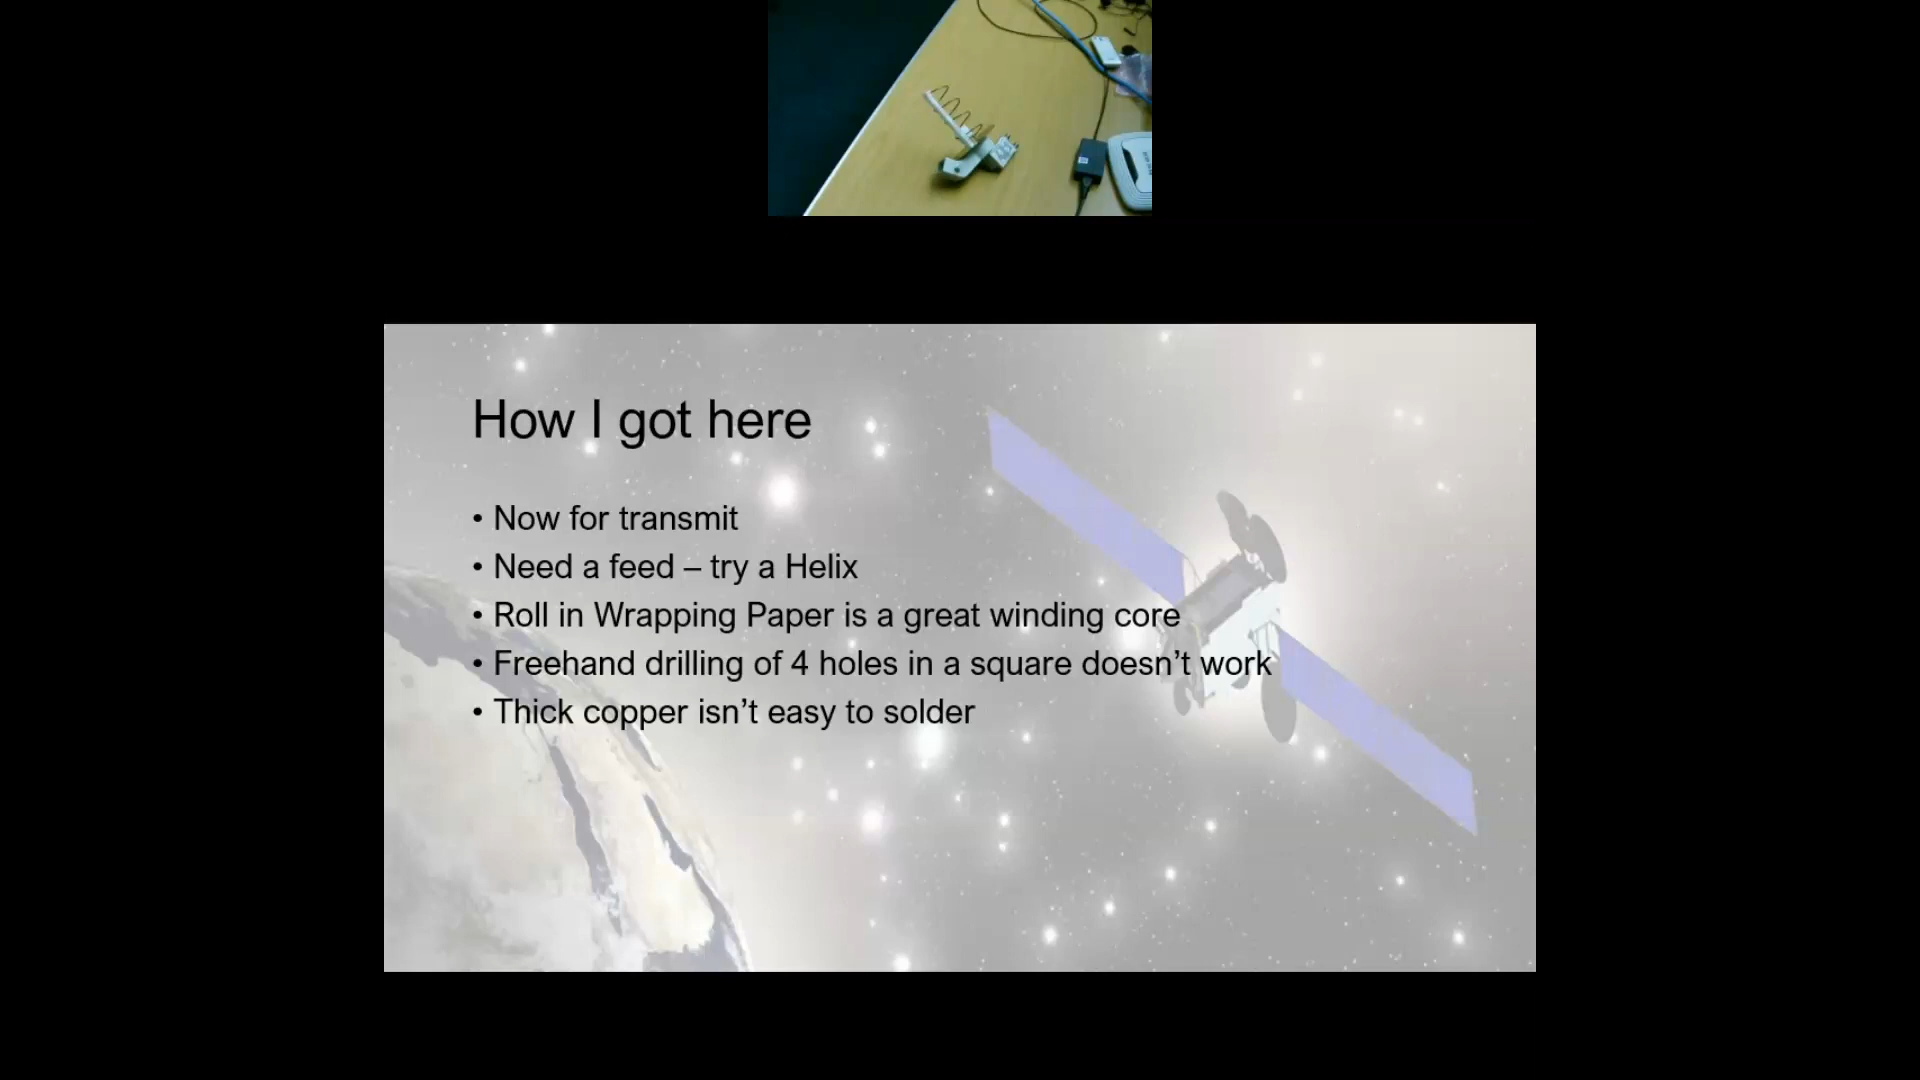 How I got here
• Now for transmit
• Need a feed – try a Helix
• Roll in Wrapping Paper is a great winding core
• Freehand drilling of 4 holes in a square doesn’t work
• Thick copper isn’t easy to solder